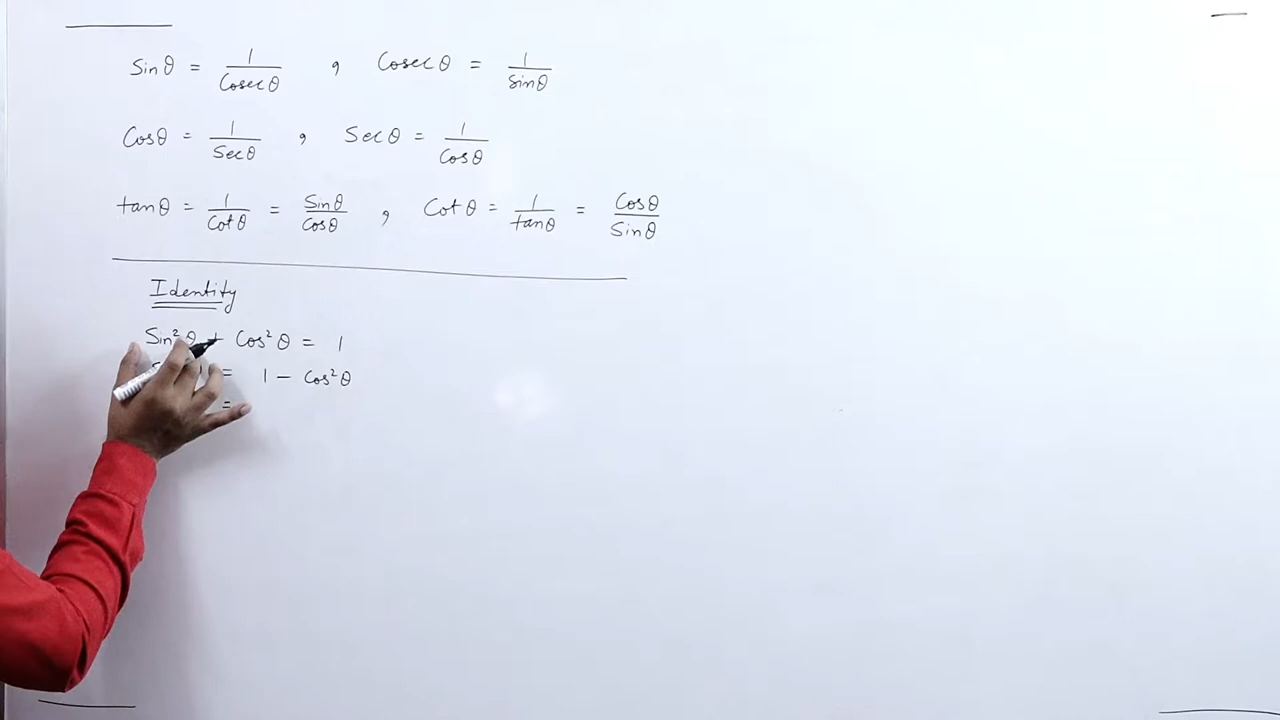 Sinθ = 1/Cosecθ , Cosecθ = 1/Sinθ
Cosθ = 1/Secθ , Secθ = 1/Cosθ
tanθ = 1/Cotθ = Sinθ/Cosθ , Cotθ = 1/tanθ = Cosθ/Sinθ
Identity
Sin²θ + Cos²θ = 1
= 1 - Cos²θ
=